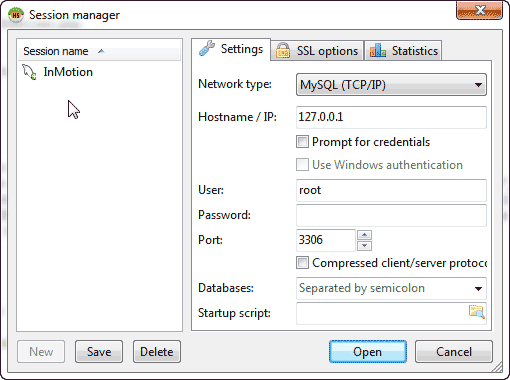 HS Session manager
Session name
InMotion
Settings SSL options Statistics
Network type: MySQL (TCP/IP)
Hostname / IP: 127.0.0.1
Prompt for credentials
Use Windows authentication
User: root
Password:
Port: 3306
Compressed client/server protoco
Databases: Separated by semicolon
Startup script:
New Save Delete Open Cancel